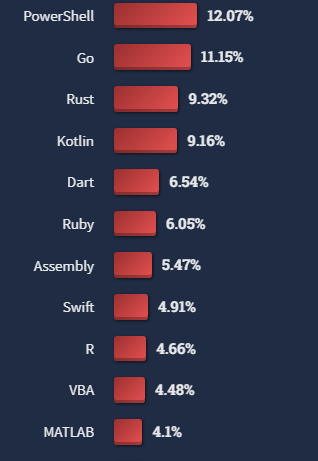 PowerShell 12.07%
Go 11.15%
Rust 9.32%
Kotlin 9.16%
Dart 6.54%
Ruby 6.05%
Assembly 5.47%
Swift 4.91%
R 4.66%
VBA 4.48%
MATLAB 4.1%